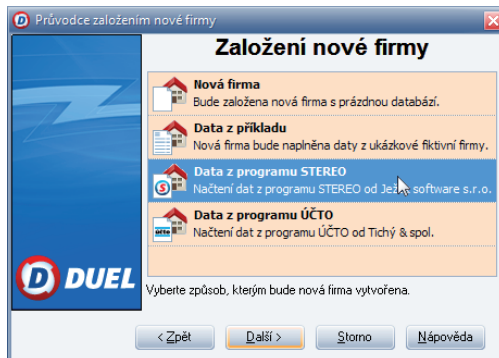 Průvodce založením nové firmy
Založení nové firmy
Nová firma
Bude založena nová firma s prázdnou databází.
Data z příkladu
Nová firma bude naplněna daty z ukázkové fiktivní firmy.
Data z programu STEREO
Načtení dat z programu STEREO od software s.r.o.
Data z programu ÚČTO
Načtení dat z programu ÚČTO od Tichý & spol.
DUEL
Vyberte způsob, kterým bude nová firma vytvořena.
< Zpět
Další >
Storno
Nápověda